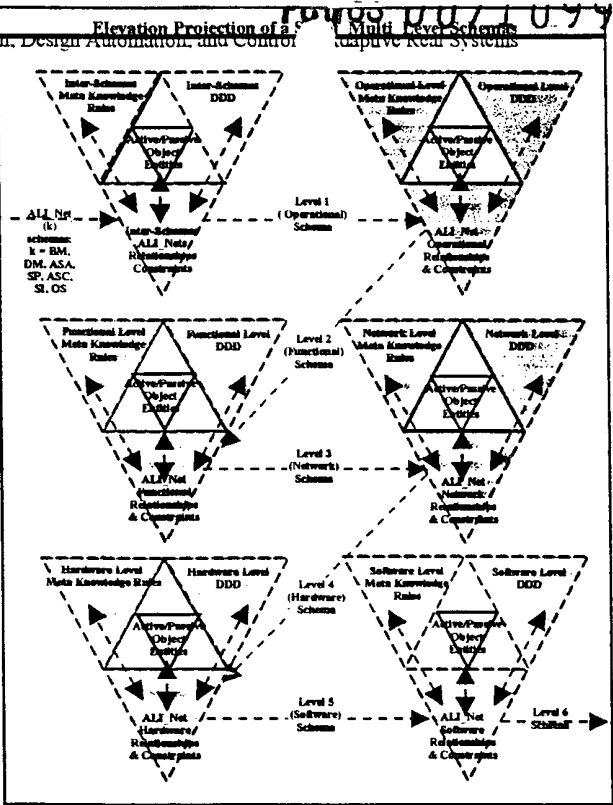 Elevation Projection of a S Multi_Level Schemas
n, Design Automation, and Contro daptive Real Systems
Inter-Schemas
Meta Knowledge
Rules
Inter-Schemas
DDD
Active/Passive
Object
Entities
Inter-Schemas
ALI_Nets
Relationships
Constraints
ALI_Net
(k)
schemas:
k = BM,
DM, ASA,
SP, ASC,
SI, OS
Level 1
( Operational)
Schema
Operational-Level
Meta Knowledge
Rules
Operational-Level
DDD
Active/Passive
Object
Entities
ALI_Net
Operational
Relationships
& Constraints
Level 2
(Functional)
Schema
Functional Level
Meta Knowledge
Rules
Functional Level
DDD
Active/Passive
Object
Entities
ALI_Net
Functional
Relationships
& Constraints
Level 3
(Network)
Schema
Network Level
Meta Knowledge
Rules
Network-Level
DDD
Active/Passive
Object
Entities
ALI_Net
Network
Relationships
& Constraints
Level 4
(Hardware)
Schema
Hardware Level
Meta Knowledge Rules
Hardware Level
DDD
Active/Passive
Object
Entities
ALI_Net
Hardware
Relationships
& Constraints
Level 5
(Software)
Schema
Software Level
Meta Knowledge
Rules
Software Level
DDD
Active/Passive
Object
Entities
ALI_Net
Software
Relationships
& Constraints
Level 6
Schema